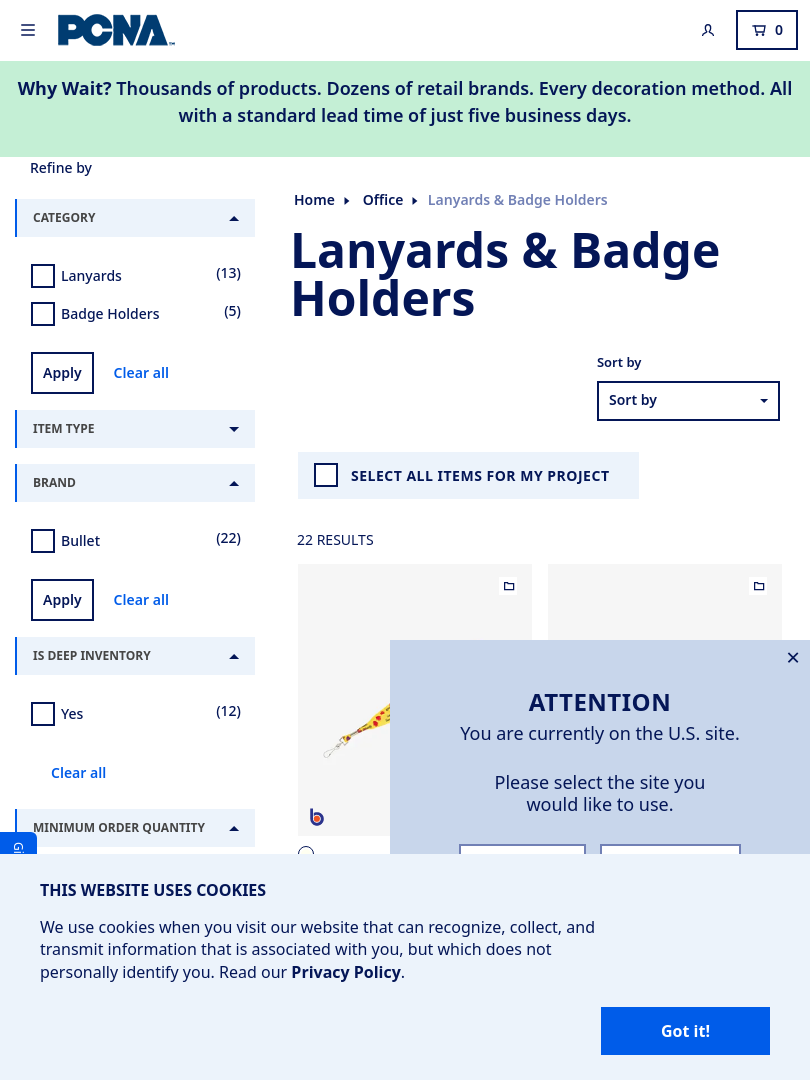 PCNA
0
Why Wait? Thousands of products. Dozens of retail brands. Every decoration method. All
with a standard lead time of just five business days.
Refine by
CATEGORY
Lanyards (13)
Badge Holders (5)
Apply Clear all
ITEM TYPE
BRAND
Bullet (22)
Apply Clear all
IS DEEP INVENTORY
Yes (12)
Clear all
MINIMUM ORDER QUANTITY
Home Office Lanyards & Badge Holders
Lanyards & Badge
Holders
Sort by
Sort by
SELECT ALL ITEMS FOR MY PROJECT
22 RESULTS
b
ATTENTION
You are currently on the U.S. site.
Please select the site you
would like to use.
THIS WEBSITE USES COOKIES
We use cookies when you visit our website that can recognize, collect, and
transmit information that is associated with you, but which does not
personally identify you. Read our Privacy Policy.
Got it!